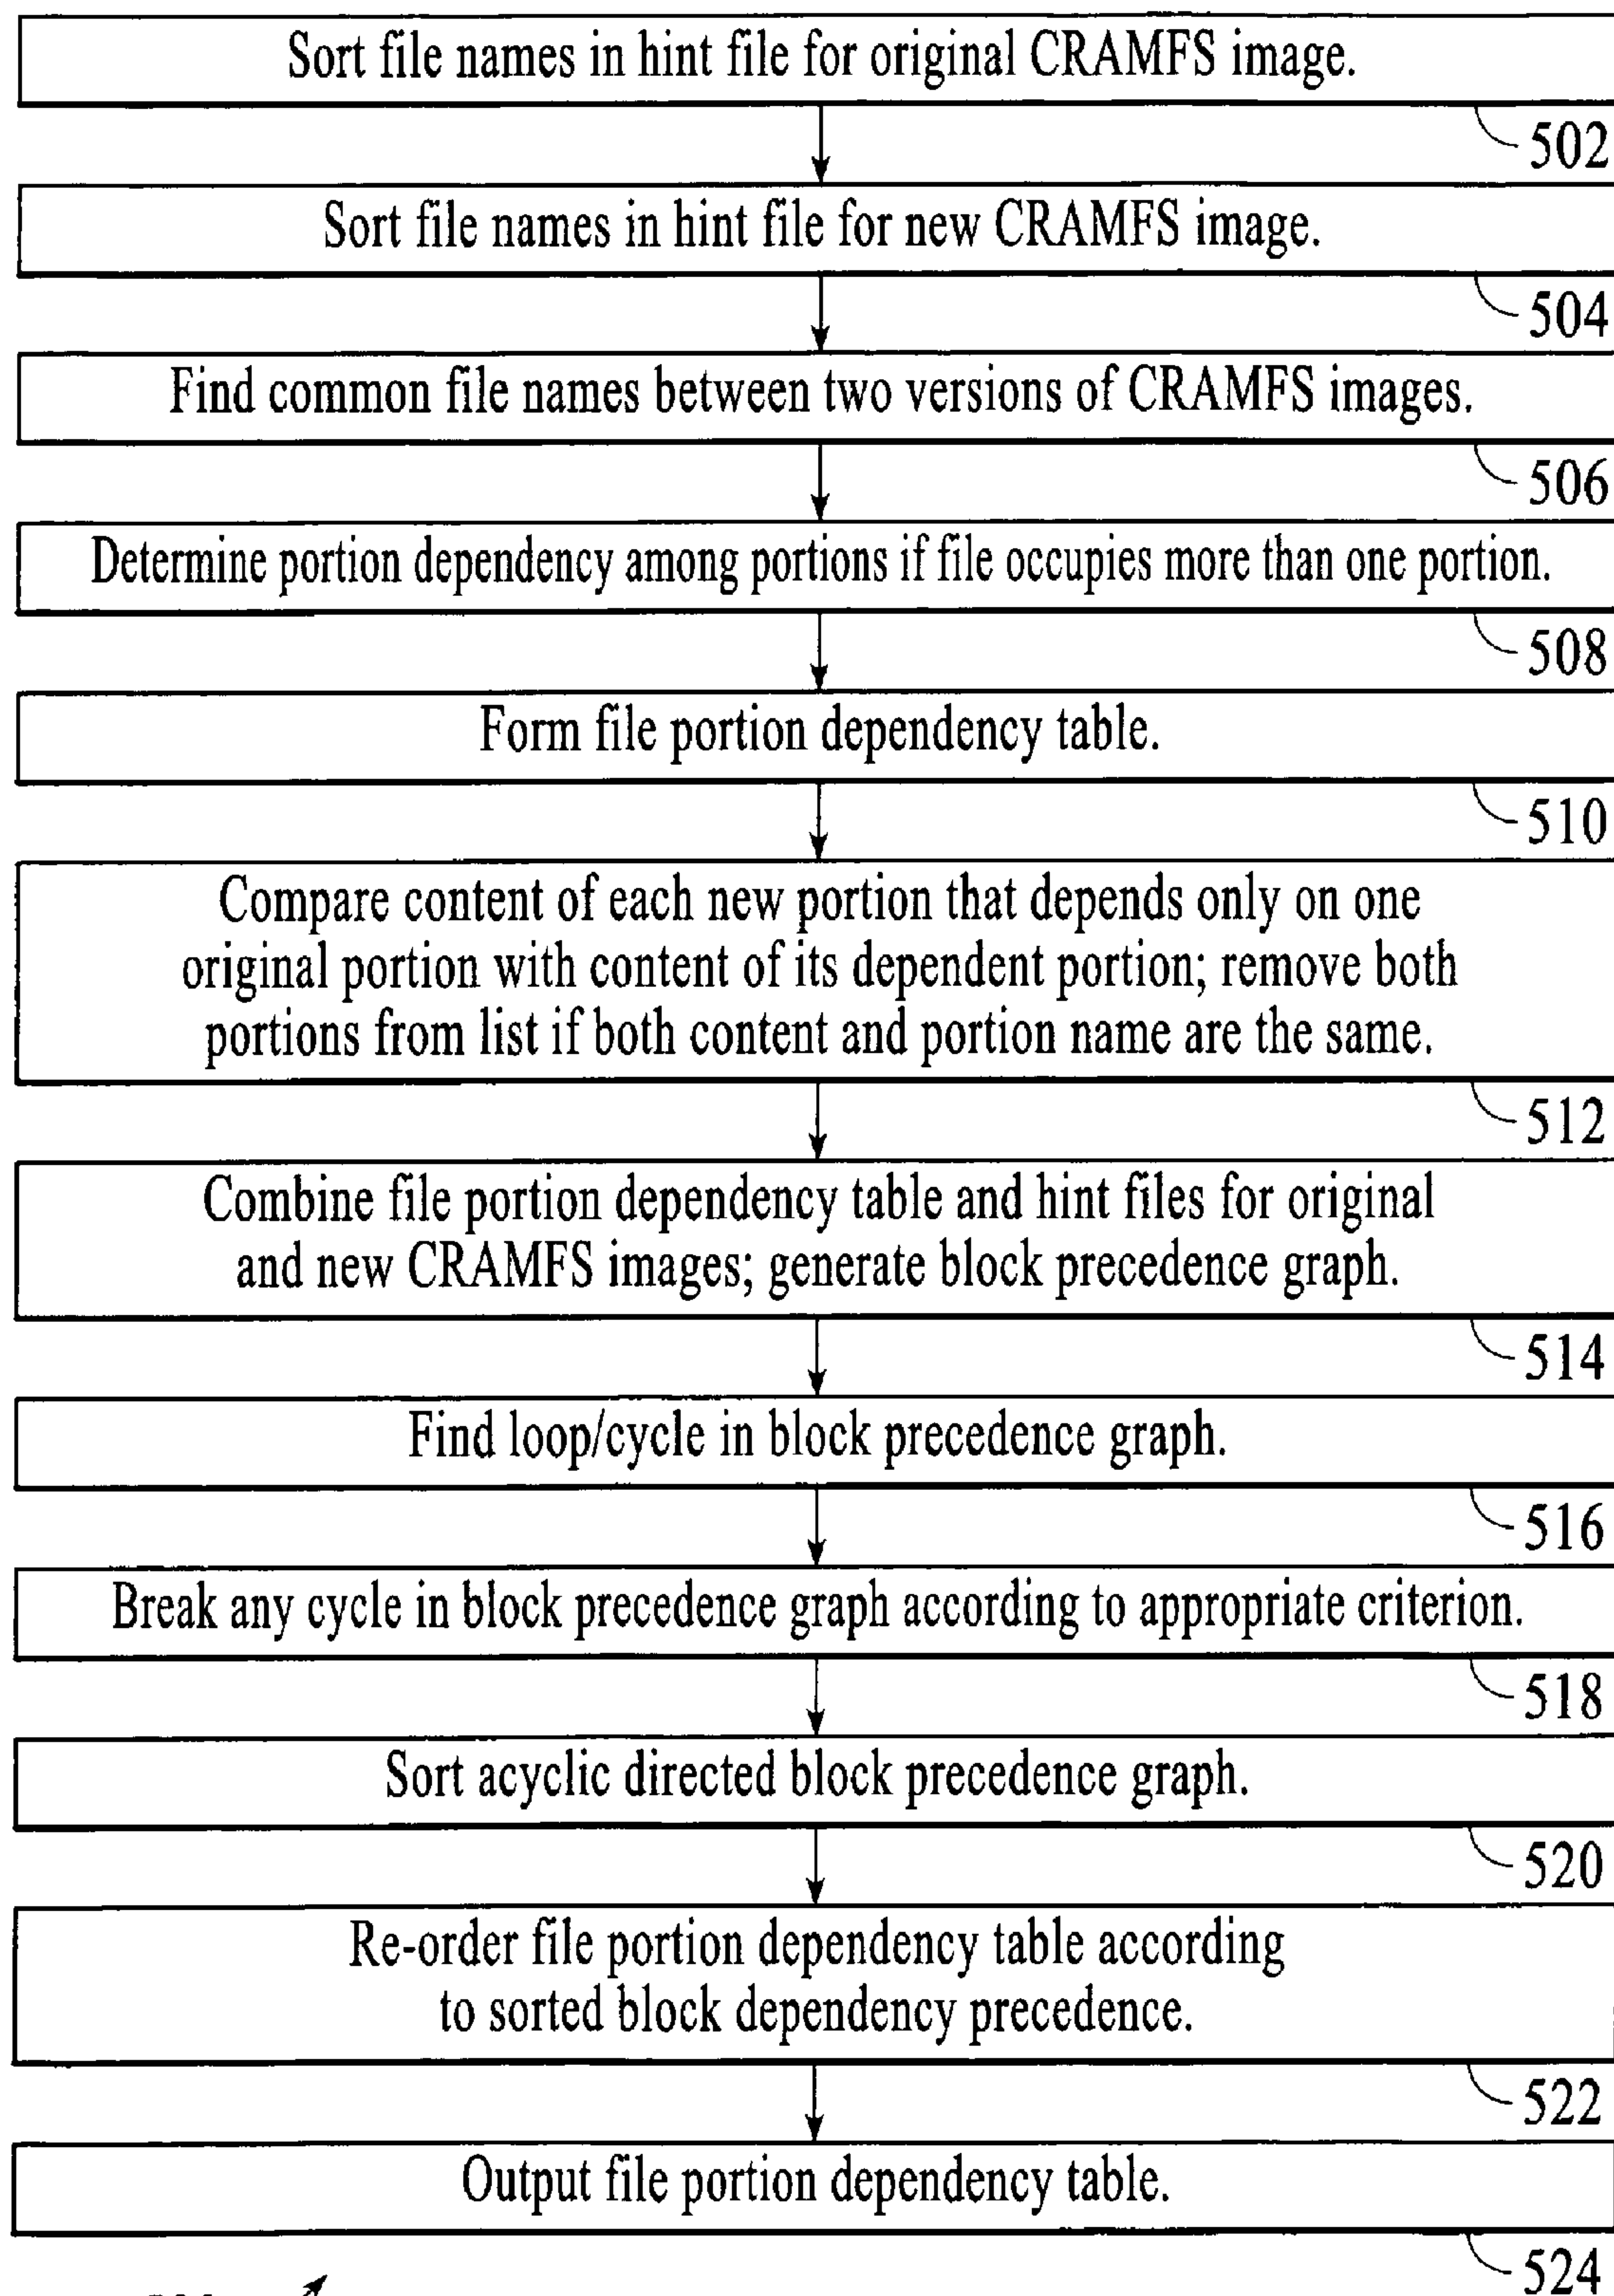 Sort file names in hint file for original CRAMFS image.
502
Sort file names in hint file for new CRAMFS image.
504
Find common file names between two versions of CRAMFS images.
506
Determine portion dependency among portions if file occupies more than one portion.
508
Form file portion dependency table.
510
Compare content of each new portion that depends only on one
original portion with content of its dependent portion; remove both
portions from list if both content and portion name are the same.
512
Combine file portion dependency table and hint files for original
and new CRAMFS images; generate block precedence graph.
514
Find loop/cycle in block precedence graph.
516
Break any cycle in block precedence graph according to appropriate criterion.
518
Sort acyclic directed block precedence graph.
520
Re-order file portion dependency table according
to sorted block dependency precedence.
522
Output file portion dependency table.
524